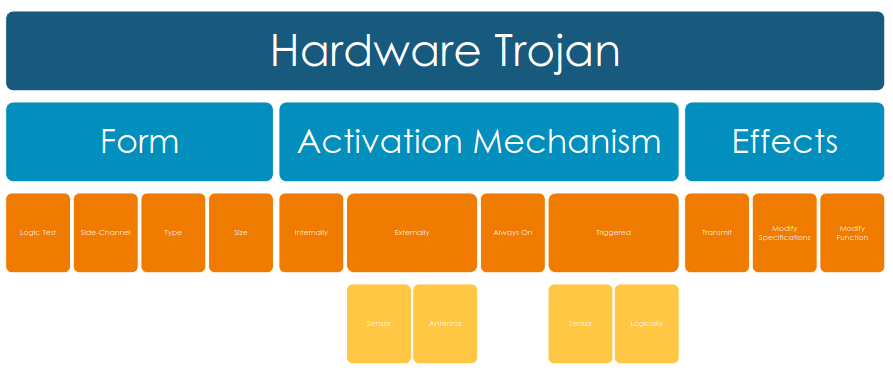 Hardware Trojan
Form
Activation Mechanism
Effects
Logic Test
Side-Channel
Type
Size
Internally
Externally
Always On
Triggered
Transmit
Modify
Specifications
Modify
Function
Sensor
Antenna
Sensor
Logically